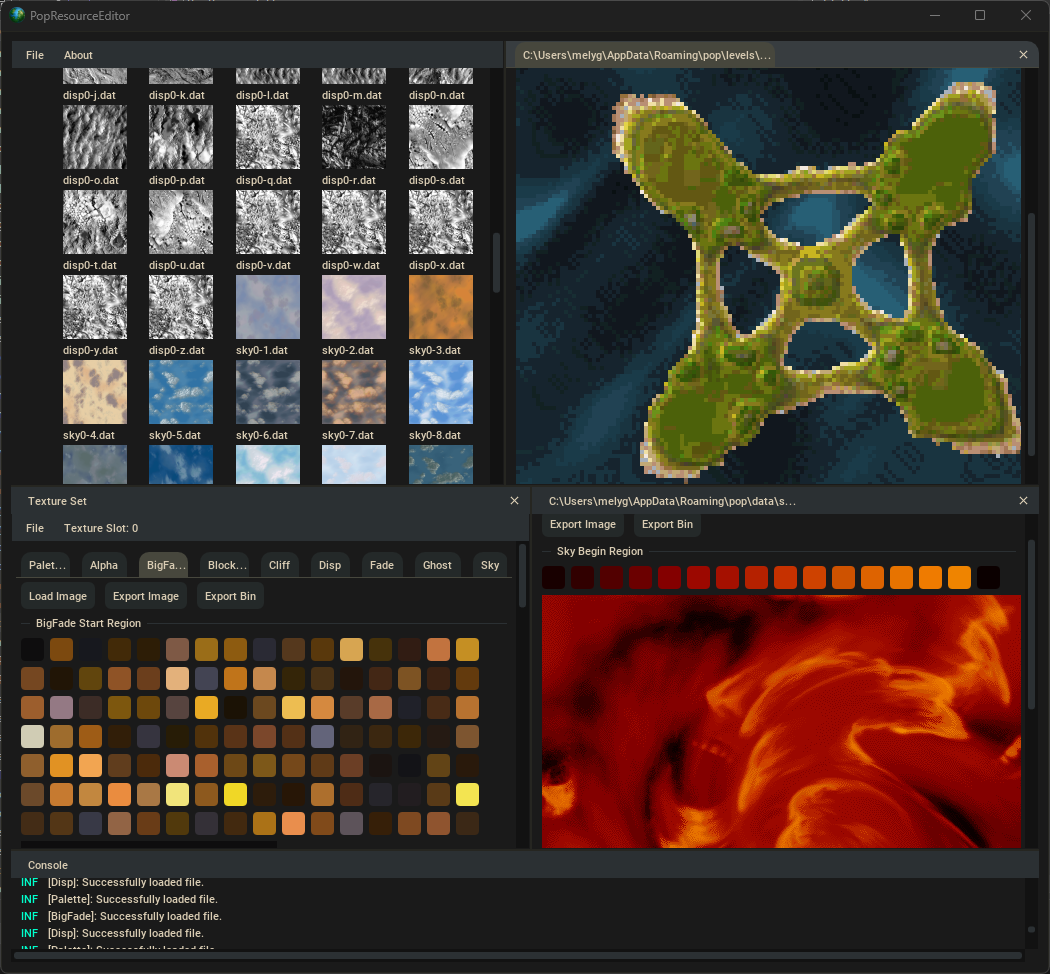 PopResourceEditor
File About
C:\Users\melyg\AppData\Roaming\pop\levels\...
disp0-j.dat disp0-k.dat disp0-l.dat disp0-m.dat disp0-n.dat
disp0-o.dat disp0-p.dat disp0-q.dat disp0-r.dat disp0-s.dat
disp0-t.dat disp0-u.dat disp0-v.dat disp0-w.dat disp0-x.dat
disp0-y.dat disp0-z.dat sky0-1.dat sky0-2.dat sky0-3.dat
sky0-4.dat sky0-5.dat sky0-6.dat sky0-7.dat sky0-8.dat
Texture Set
File Texture Slot: 0
Palet... Alpha BigFa... Block... Cliff Disp Fade Ghost Sky
Load Image Export Image Export Bin
BigFade Start Region
C:\Users\melyg\AppData\Roaming\pop\data\s...
Export Image Export Bin
Sky Begin Region
Console
INF [Disp]: Successfully loaded file.
INF [Palette]: Successfully loaded file.
INF [BigFade]: Successfully loaded file.
INF [Disp]: Successfully loaded file.
INF [Palette]: Successfully loaded file.